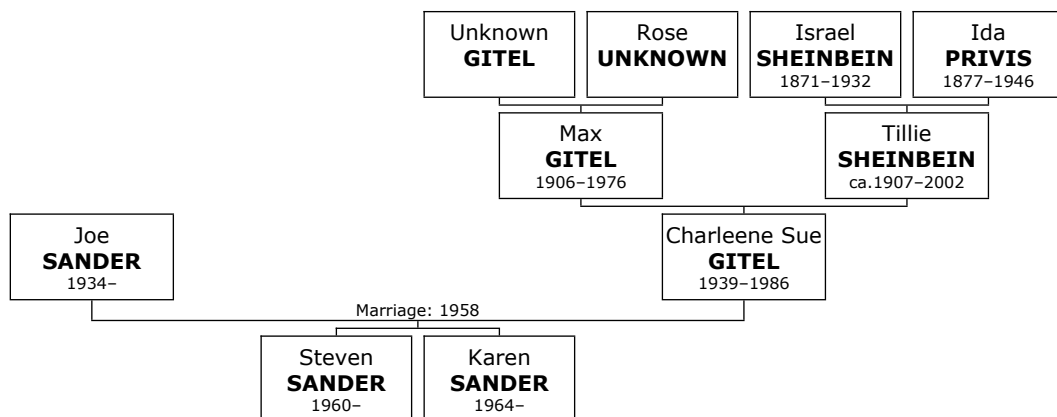 Unknown
GITEL
Rose
UNKNOWN
Israel
SHEINBEIN
1871–1932
Ida
PRIVIS
1877–1946
Max
GITEL
1906–1976
Tillie
SHEINBEIN
ca.1907–2002
Joe
SANDER
1934–
Charleene Sue
GITEL
1939–1986
Marriage: 1958
Steven
SANDER
1960–
Karen
SANDER
1964–